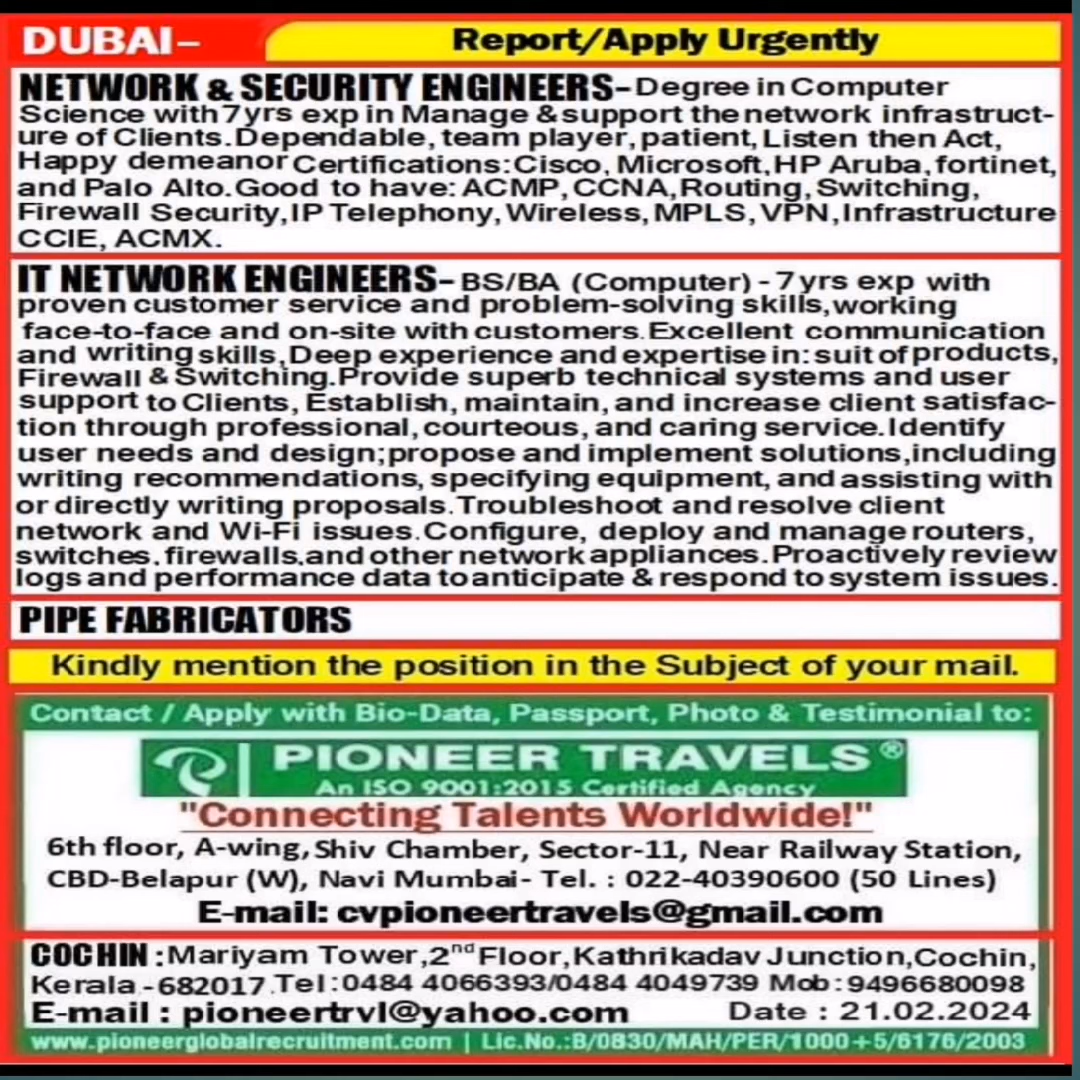 DUBAI–
Report/Apply Urgently
NETWORK & SECURITY ENGINEERS–Degree in Computer
Science with 7 yrs exp in Manage & support the network infrastruct-
ure of Clients. Dependable, team player, patient, Listen then Act,
Happy demeanor Certifications: Cisco, Microsoft, HP Aruba, fortinet,
and Palo Alto. Good to have: ACMP, CCNA, Routing, Switching,
Firewall Security, IP Telephony, Wireless, MPLS, VPN, Infrastructure
CCIE, ACMX.
IT NETWORK ENGINEERS–BS/BA (Computer) - 7 yrs exp with
proven customer service and problem-solving skills, working
face-to-face and on-site with customers. Excellent communication
and writing skills, Deep experience and expertise in: suit of products,
Firewall & Switching. Provide superb technical systems and user
support to Clients, Establish, maintain, and increase client satisfac-
tion through professional, courteous, and caring service. Identify
user needs and design; propose and implement solutions, including
writing recommendations, specifying equipment, and assisting with
or directly writing proposals. Troubleshoot and resolve client
network and Wi-Fi issues. Configure, deploy and manage routers,
switches, firewalls, and other network appliances. Proactively review
logs and performance data to anticipate & respond to system issues.
PIPE FABRICATORS
Kindly mention the position in the Subject of your mail.
Contact / Apply with Bio-Data, Passport, Photo & Testimonial to:
PIONEER TRAVELS®
An ISO 9001:2015 Certified Agency
"Connecting Talents Worldwide!"
6th floor, A-wing, Shiv Chamber, Sector-11, Near Railway Station,
CBD-Belapur (W), Navi Mumbai- Tel. : 022-40390600 (50 Lines)
E-mail: cvpioneertravels@gmail.com
COCHIN : Mariyam Tower, 2nd Floor, Kathrikadav Junction, Cochin,
Kerala - 682017. Tel : 0484 4066393/0484 4049739 Mob : 9496680098
E-mail : pioneertrvl@yahoo.com Date : 21.02.2024
www.pioneerglobalrecruitment.com | Lic.No.:B/0830/MAH/PER/1000+5/6176/2003